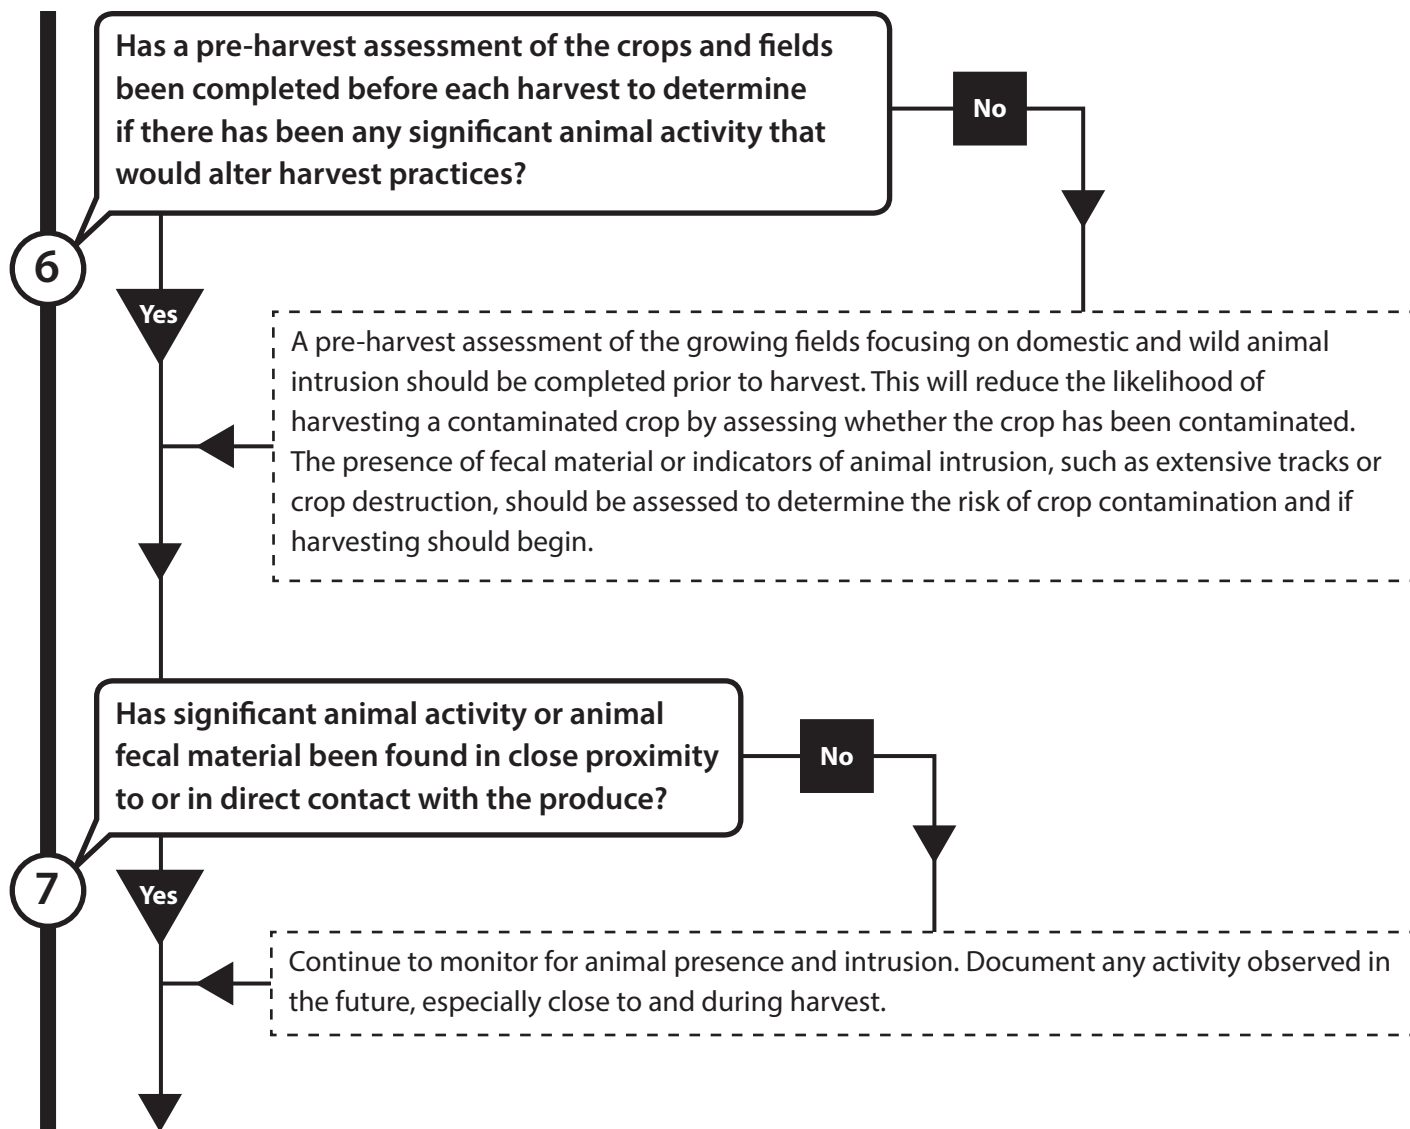 Has a pre-harvest assessment of the crops and fields
been completed before each harvest to determine
if there has been any significant animal activity that
would alter harvest practices?
No
6
Yes
A pre-harvest assessment of the growing fields focusing on domestic and wild animal
intrusion should be completed prior to harvest. This will reduce the likelihood of
harvesting a contaminated crop by assessing whether the crop has been contaminated.
The presence of fecal material or indicators of animal intrusion, such as extensive tracks or
crop destruction, should be assessed to determine the risk of crop contamination and if
harvesting should begin.
Has significant animal activity or animal
fecal material been found in close proximity
to or in direct contact with the produce?
No
7
Yes
Continue to monitor for animal presence and intrusion. Document any activity observed in
the future, especially close to and during harvest.